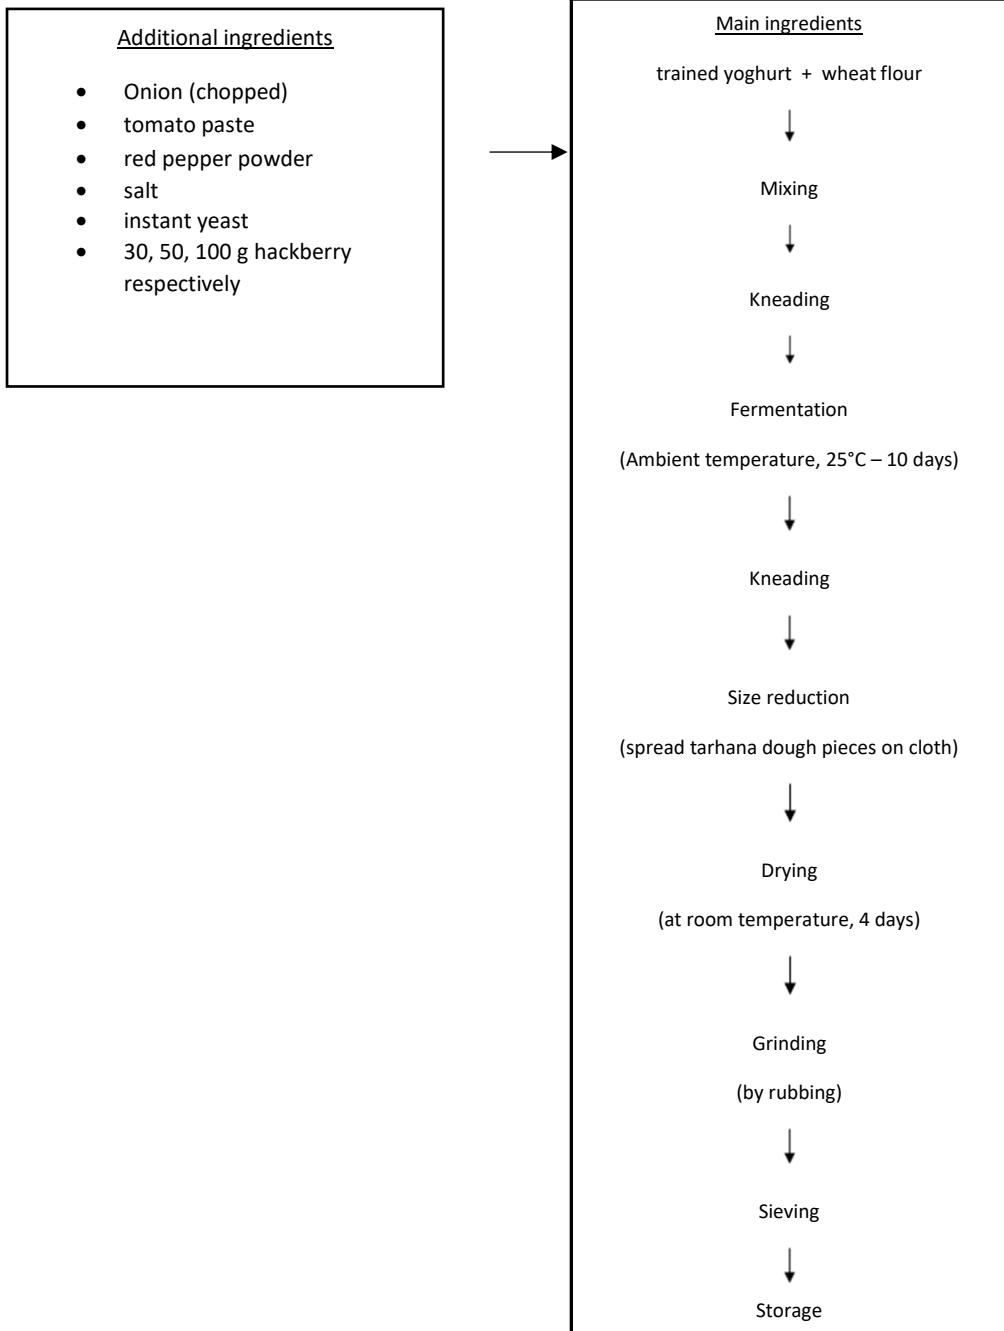 Additional ingredients
• Onion (chopped)
• tomato paste
• red pepper powder
• salt
• instant yeast
• 30, 50, 100 g hackberry
respectively
Main ingredients
trained yoghurt + wheat flour
Mixing
Kneading
Fermentation
(Ambient temperature, 25°C – 10 days)
Kneading
Size reduction
(spread tarhana dough pieces on cloth)
Drying
(at room temperature, 4 days)
Grinding
(by rubbing)
Sieving
Storage